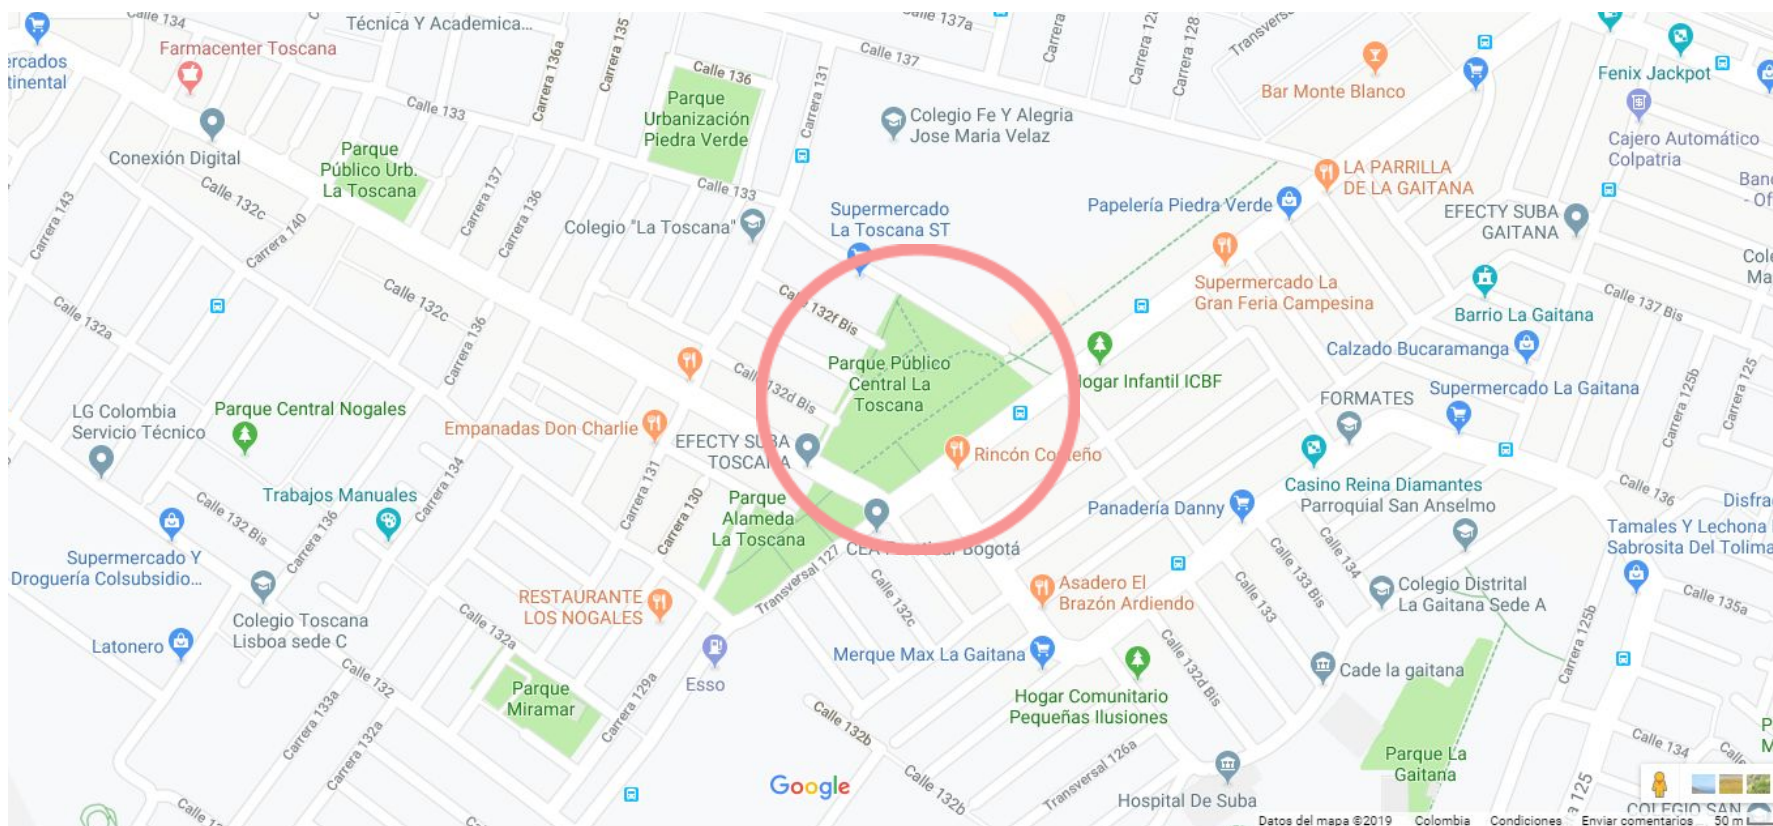 Calle 134
Técnica Y Academica...
Carrera 136a
Carrera 135
Calle 137a
Carrera 128
Calle 137
Farmacenter Toscana
Calle 136
Carrera 131
Bar Monte Blanco
Fenix Jackpot
Calle 133
Parque
Urbanización
Piedra Verde
Colegio Fe Y Alegria
Jose Maria Velaz
Cajero Automático
Colpatria
Conexión Digital
Parque
Público Urb.
La Toscana
Calle 132c
Carrera 143
Carrera 140
Carrera 137
Carrera 136
Calle 133
Colegio "La Toscana"
Supermercado
La Toscana ST
Papelería Piedra Verde
LA PARRILLA
DE LA GAITANA
EFECTY SUBA
GAITANA
Supermercado La
Gran Feria Campesina
Barrio La Gaitana
Calle 137 Bis
Calle 132a
Calle 132c
Carrera 136
Calle 132f Bis
Calle 132d Bis
Parque Público
Central La
Toscana
Hogar Infantil ICBF
Calzado Bucaramanga
Supermercado La Gaitana
FORMATES
Carrera 125b
Carrera 125
LG Colombia
Servicio Técnico
Parque Central Nogales
Empanadas Don Charlie
EFECTY SUBA
TOSCANA
Rincón Costeño
Casino Reina Diamantes
Parroquial San Anselmo
Calle 136
Trabajos Manuales
Carrera 134
Carrera 131
Carrera 130
Parque
Alameda
La Toscana
Panadería Danny
Tamales Y Lechona
Sabrosita Del Tolima
Calle 132 Bis
Carrera 136
Supermercado Y
Droguería Colsubsidio...
Transversal 127
Calle 132c
Asadero El
Brazón Ardiendo
Calle 133
Calle 133 Bis
Calle 134
Colegio Distrital
La Gaitana Sede A
Calle 135a
Carrera 125b
Colegio Toscana
Lisboa sede C
RESTAURANTE
LOS NOGALES
Latonero
Calle 132a
Calle 132
Esso
Merque Max La Gaitana
Calle 132d Bis
Cade la gaitana
Parque
Miramar
Carrera 129a
Carrera 133a
Carrera 132a
Hogar Comunitario
Pequeñas Ilusiones
Calle 132b
Calle 132b
Transversal 126a
Parque La
Gaitana
Calle 134
Google
Hospital De Suba
COLEGIO SAN
Datos del mapa ©2019 Colombia Condiciones Enviar comentarios 50 m